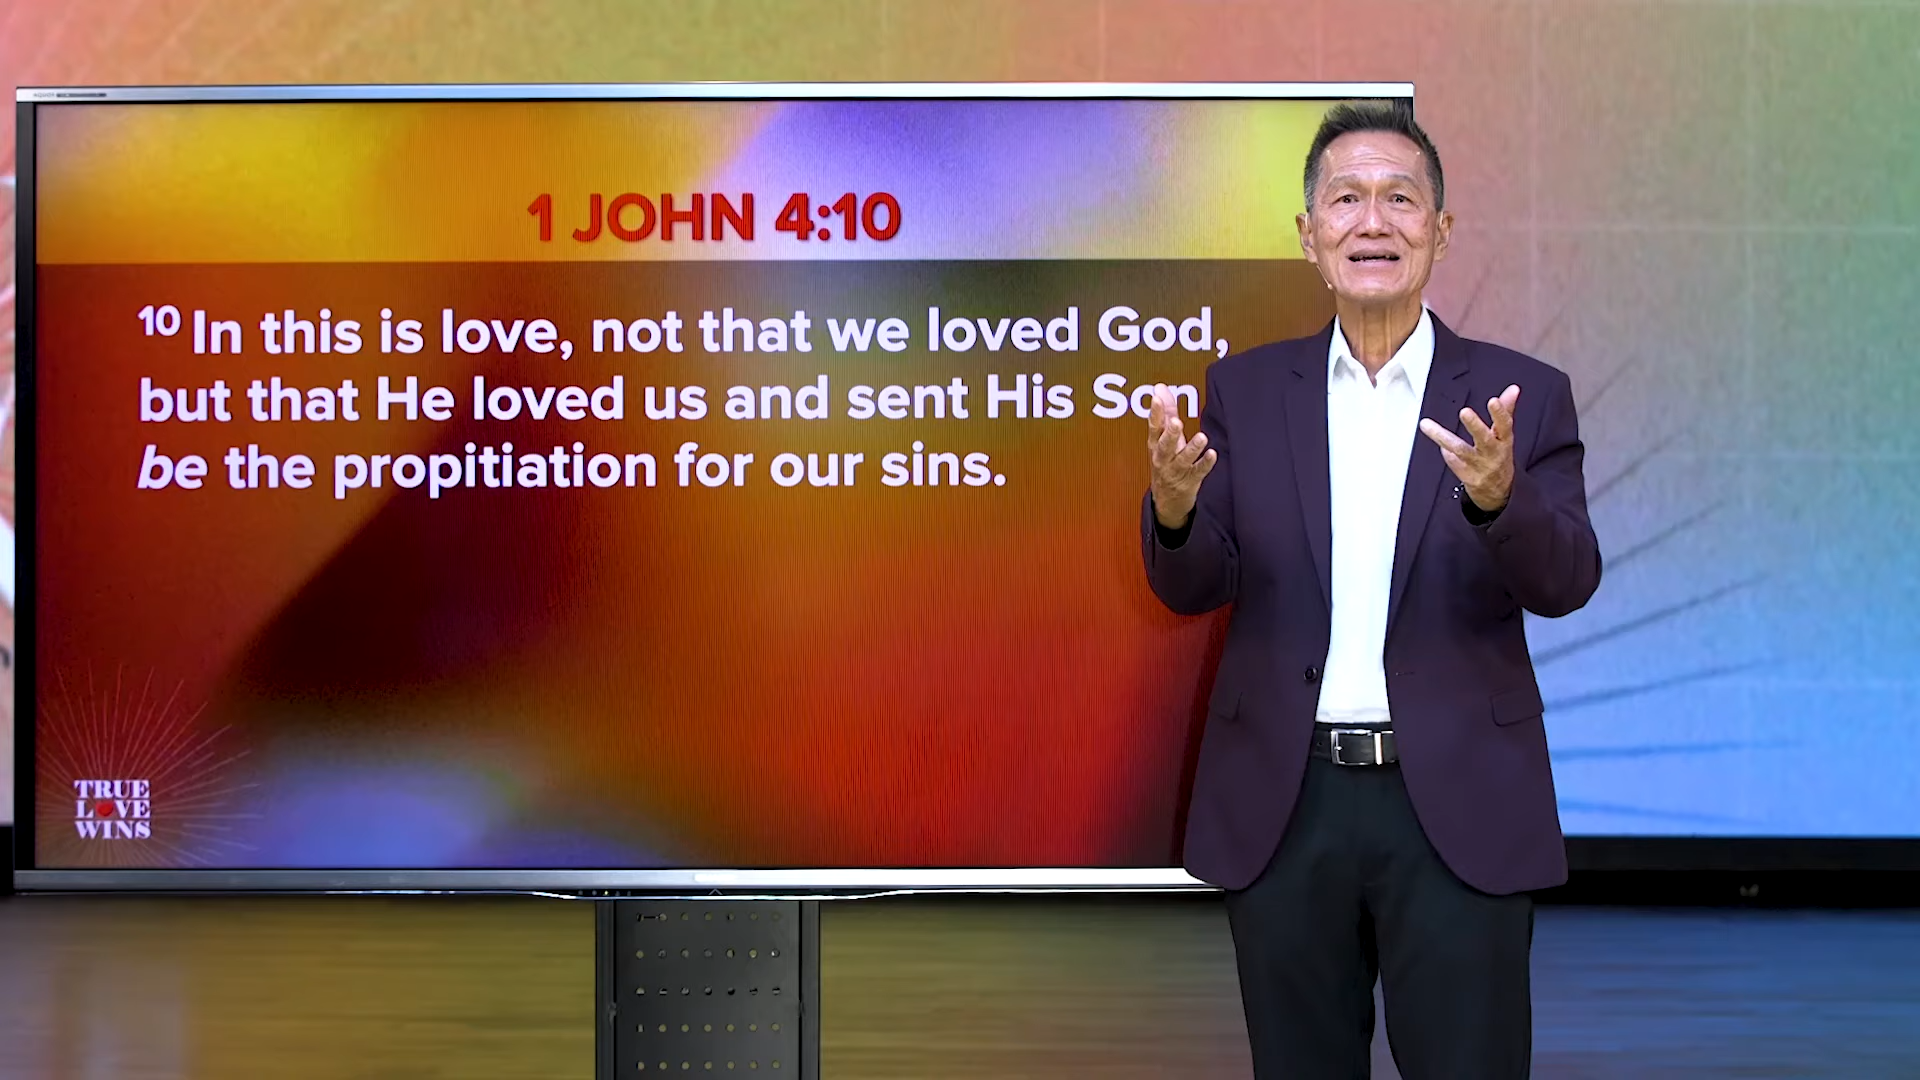 1 JOHN 4:10
10 In this is love, not that we loved God,
but that He loved us and sent His Son
be the propitiation for our sins.
TRUE
LOVE
WINS